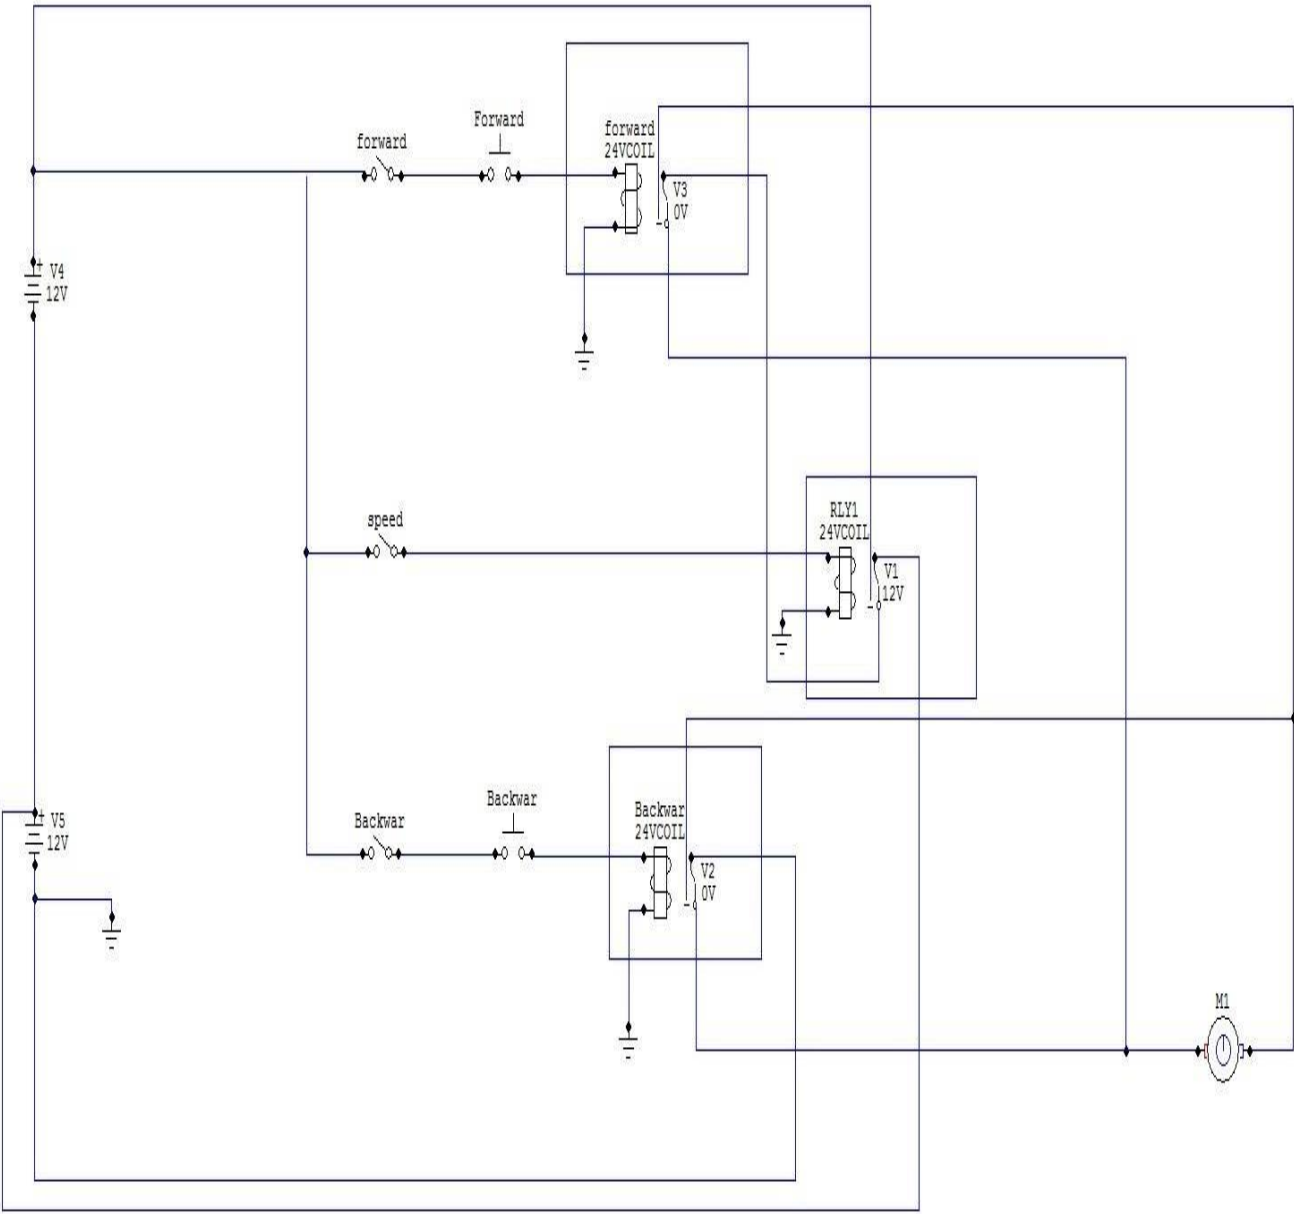 Forward
forward
forward
24VCOIL
V3
0V
V4
12V
speed
RLY1
24VCOIL
V1
12V
Backwar
Backwar
Backwar
24VCOIL
V5
12V
V2
0V
M1